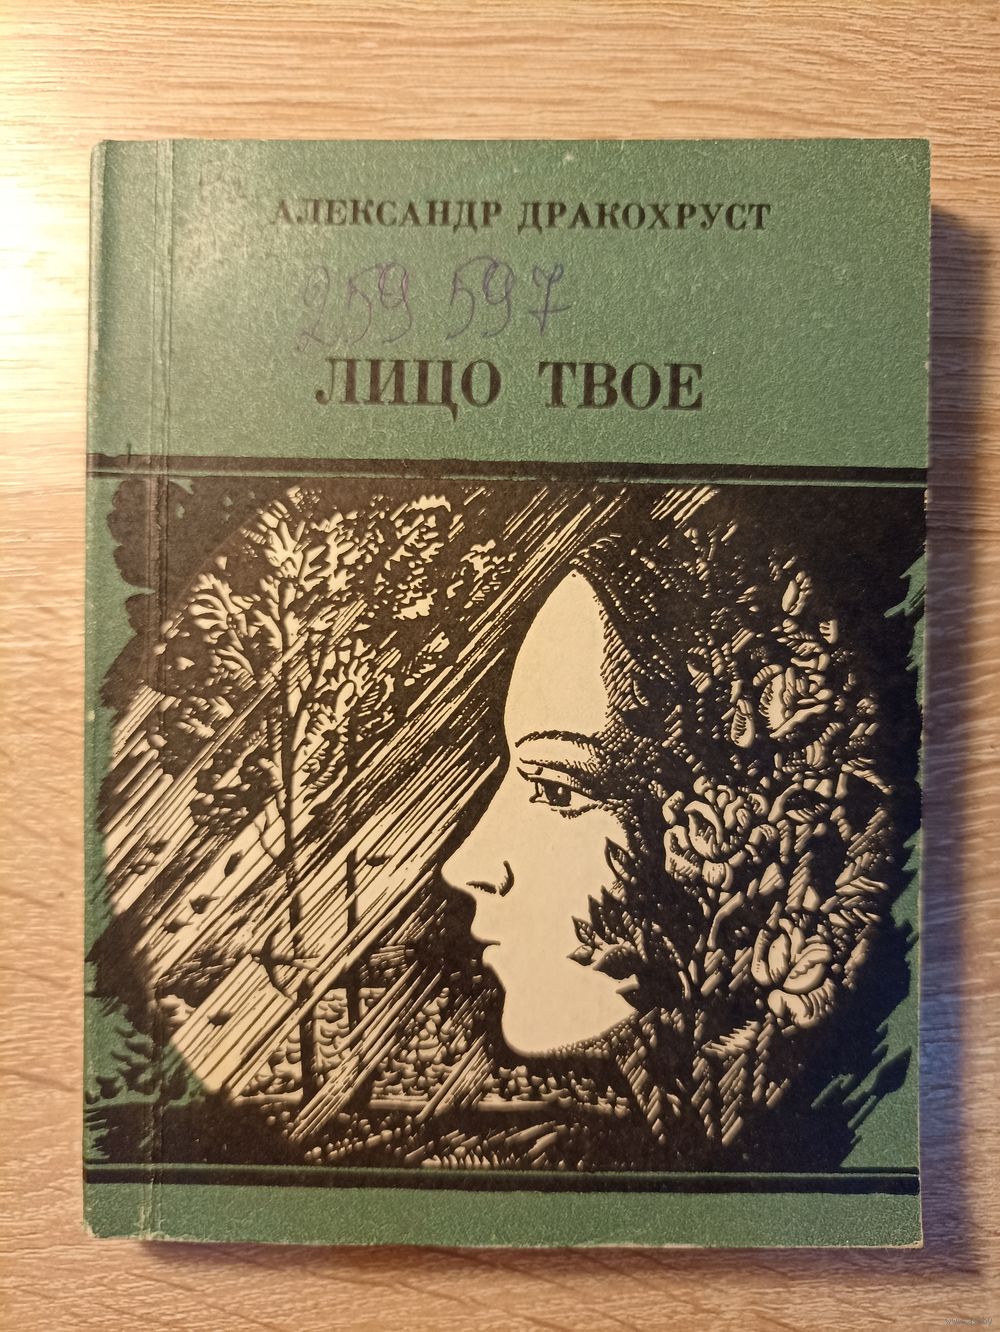 АЛЕКСАНДР ДРАКОХРУСТ
259 597
ЛИЦО ТВОЕ